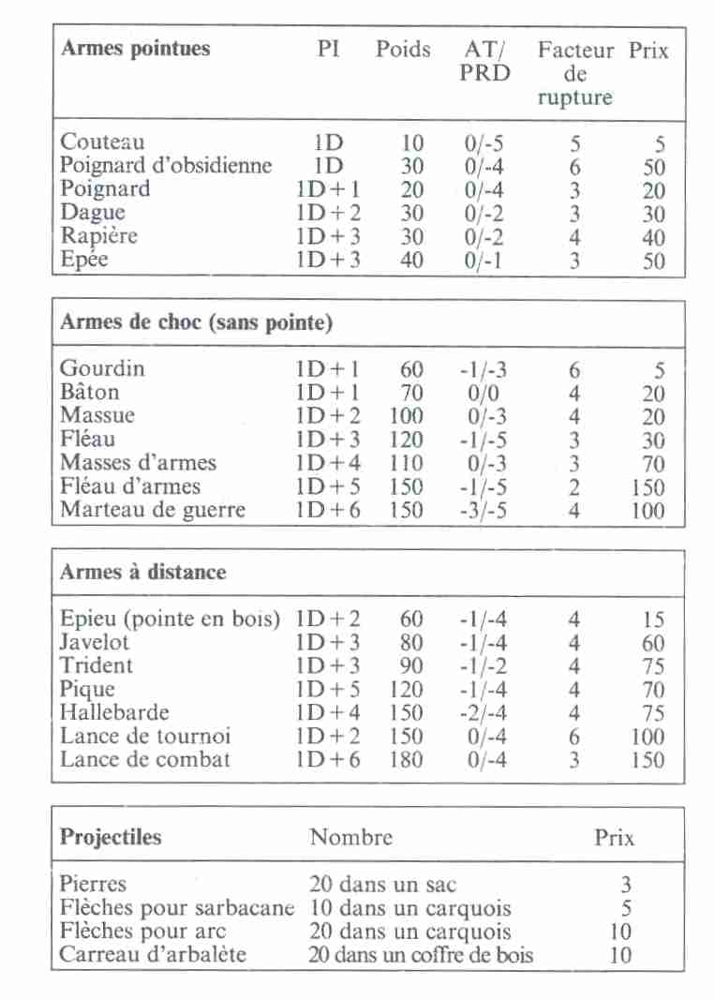 Armes pointues PI Poids AT/ Facteur Prix
PRD de
rupture
Couteau 1D 10 0/-5 5 5
Poignard d'obsidienne 1D 30 0/-4 6 50
Poignard 1D+1 20 0/-4 3 20
Dague 1D+2 30 0/-2 3 30
Rapière 1D+3 30 0/-2 4 40
Epée 1D+3 40 0/-1 3 50
Armes de choc (sans pointe)
Gourdin 1D+1 60 -1/-3 6 5
Bâton 1D+1 70 0/0 4 20
Massue 1D+2 100 0/-3 4 20
Fléau 1D+3 120 -1/-5 3 30
Masses d'armes 1D+4 110 0/-3 3 70
Fléau d'armes 1D+5 150 -1/-5 2 150
Marteau de guerre 1D+6 150 -3/-5 4 100
Armes à distance
Epieu (pointe en bois) 1D+2 60 -1/-4 4 15
Javelot 1D+3 80 -1/-4 4 60
Trident 1D+3 90 -1/-2 4 75
Pique 1D+5 120 -1/-4 4 70
Hallebarde 1D+4 150 -2/-4 4 75
Lance de tournoi 1D+2 150 0/-4 6 100
Lance de combat 1D+6 180 0/-4 3 150
Projectiles Nombre Prix
Pierres 20 dans un sac 3
Flèches pour sarbacane 10 dans un carquois 5
Flèches pour arc 20 dans un carquois 10
Carreau d'arbalète 20 dans un coffre de bois 10